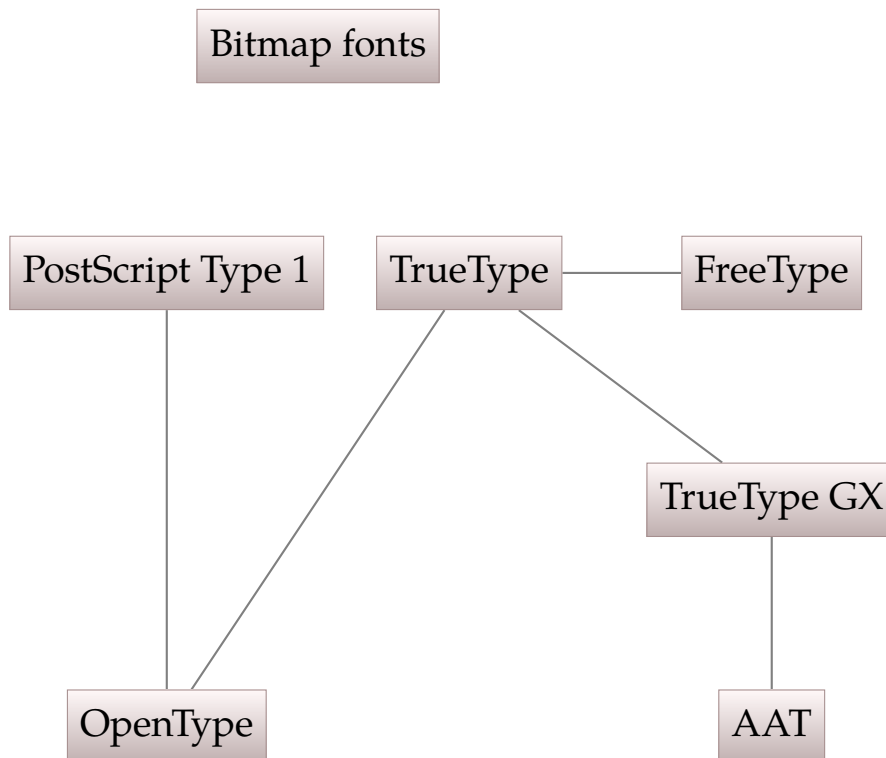 Bitmap fonts
PostScript Type 1
TrueType
FreeType
TrueType GX
OpenType
AAT